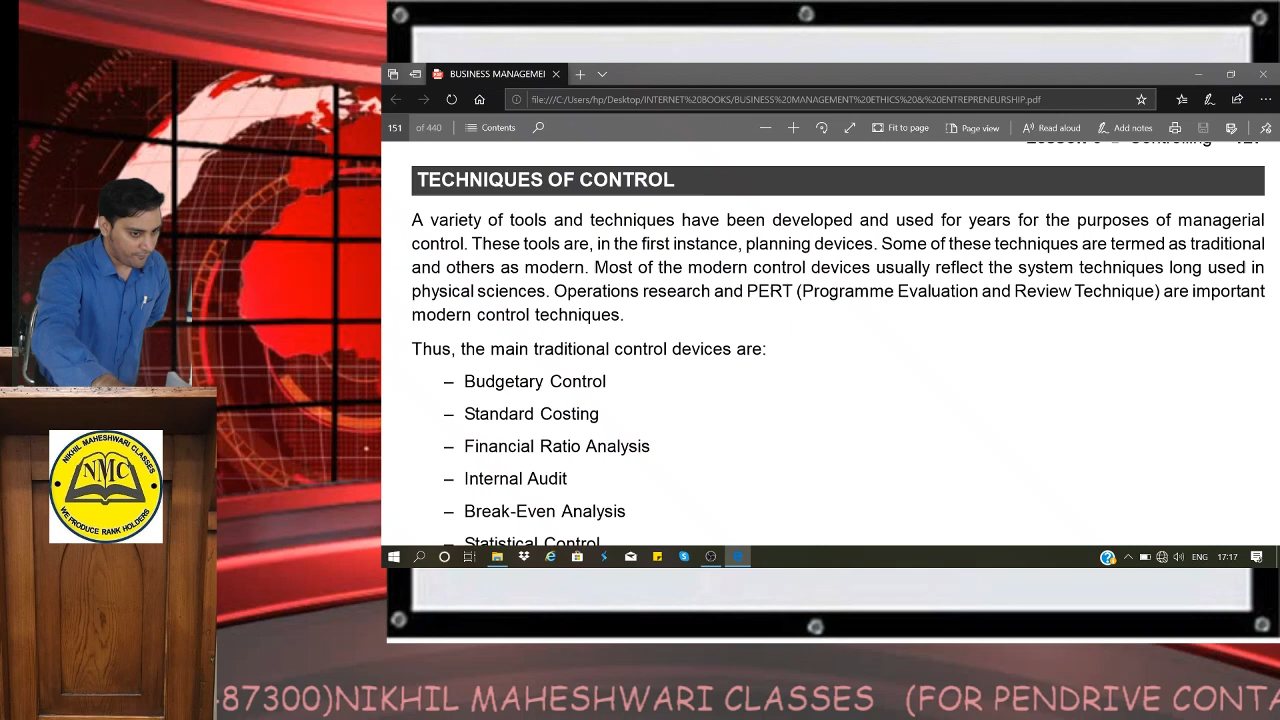 BUSINESS MANAGEMEI
file:///C:/Users/hp/Desktop/INTERNET%20BOOKS/BUSINESS%20MANAGEMENT%20ETHICS%20&%20ENTREPRENEURSHIP.pdf
151 of 440 Contents Fit to page Page view Read aloud Add notes
TECHNIQUES OF CONTROL
A variety of tools and techniques have been developed and used for years for the purposes of managerial
control. These tools are, in the first instance, planning devices. Some of these techniques are termed as traditional
and others as modern. Most of the modern control devices usually reflect the system techniques long used in
physical sciences. Operations research and PERT (Programme Evaluation and Review Technique) are important
modern control techniques.
Thus, the main traditional control devices are:
– Budgetary Control
– Standard Costing
– Financial Ratio Analysis
– Internal Audit
– Break-Even Analysis
– Statistical Control
ENG 17:17
NIKHIL MAHESHWARI CLASSES
NMC
WE PRODUCE RANK HOLDERS
-87300)NIKHIL MAHESHWARI CLASSES (FOR PENDRIVE CONTA